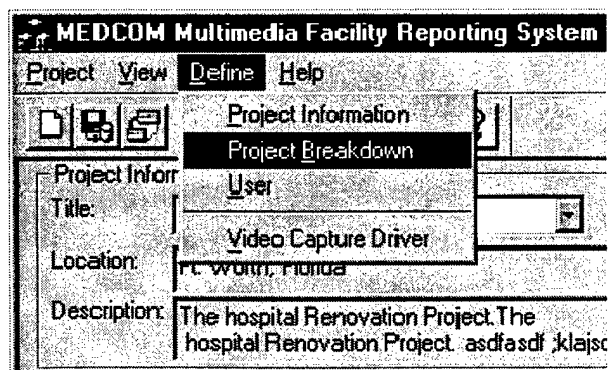 MEDCOM Multimedia Facility Reporting System
Project View Define Help
Project Information
Project Breakdown
User
Video Capture Driver
Project Infor
Title:
Location: Ft. Worth, Florida
Description: The hospital Renovation Project.The
hospital Renovation Project. asdfasdf ;klajsd